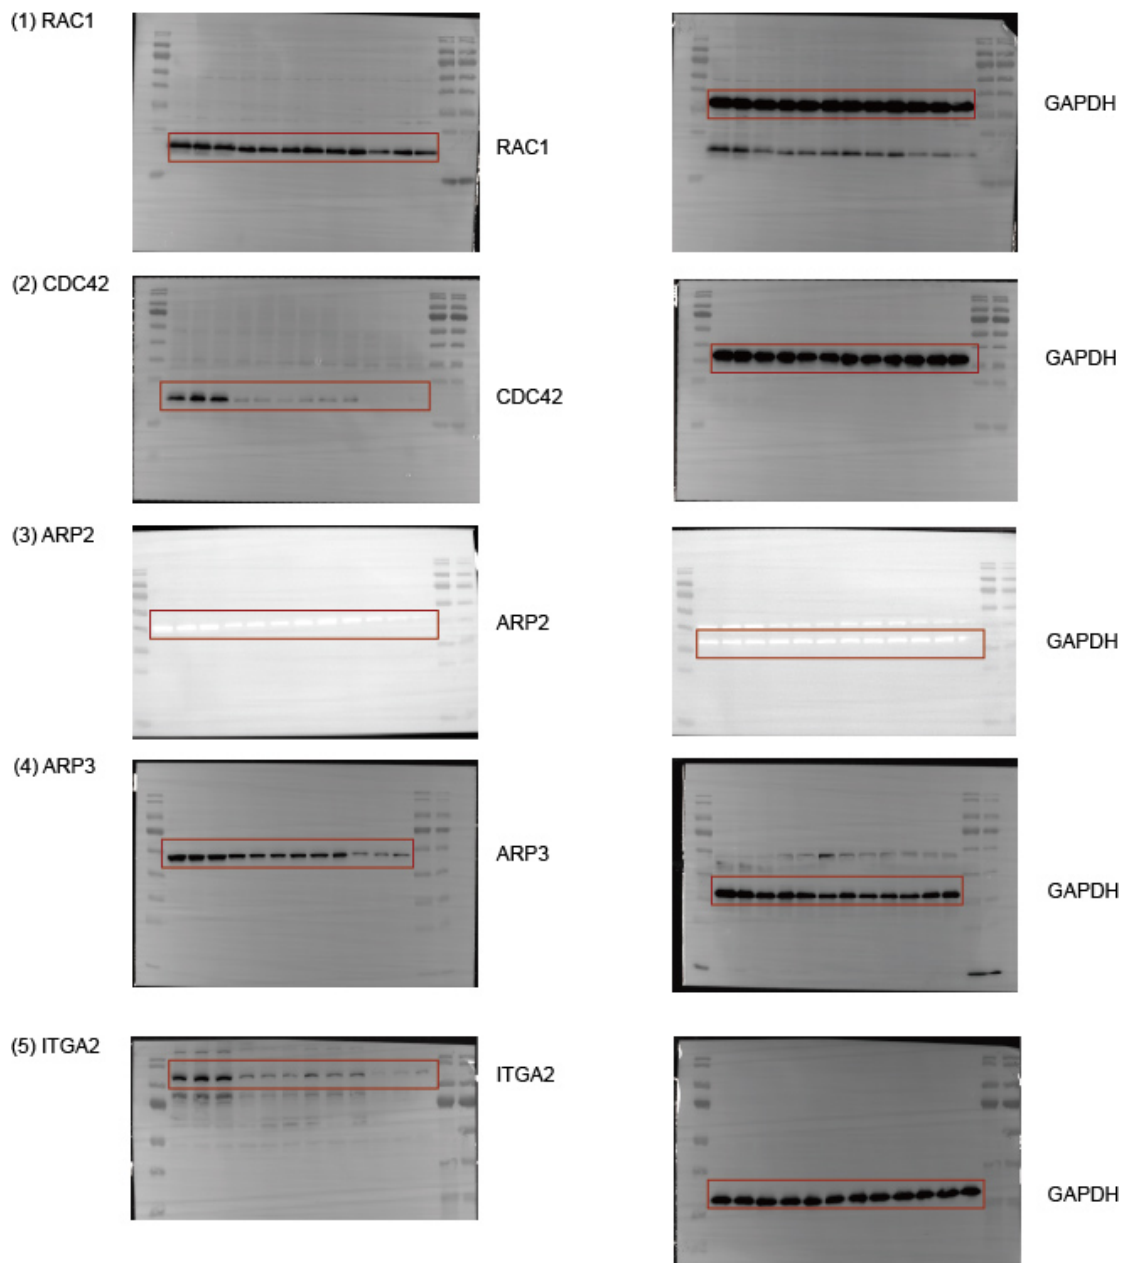 (1) RAC1
RAC1
GAPDH
(2) CDC42
CDC42
GAPDH
(3) ARP2
ARP2
GAPDH
(4) ARP3
ARP3
GAPDH
(5) ITGA2
ITGA2
GAPDH